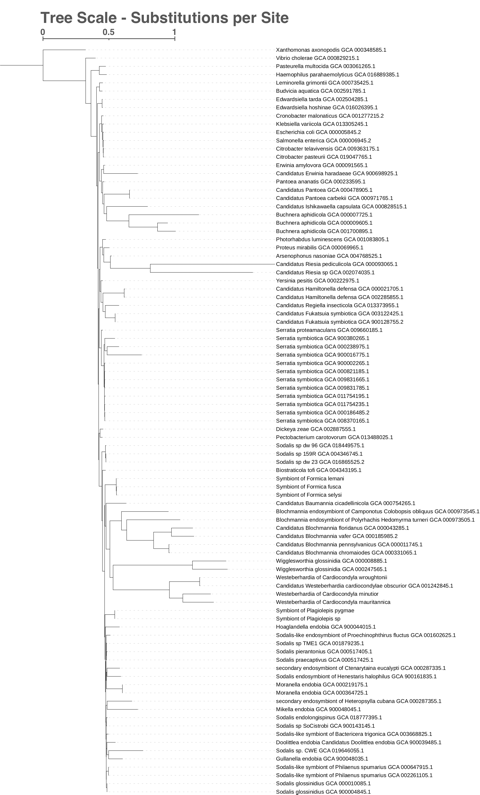 Tree Scale - Substitutions per Site
0 0.5 1
Xanthomonas axonopodis GCA 000348585.1
Vibrio cholerae GCA 000829215.1
Pasteurella multocida GCA 003061265.1
Haemophilus parahaemolyticus GCA 016889385.1
Leminorella grimontii GCA 000735425.1
Budvicia aquatica GCA 002591785.1
Edwardsiella tarda GCA 002504285.1
Edwardsiella hoshinae GCA 016026395.1
Cronobacter malonaticus GCA 001277215.2
Klebsiella variicola GCA 013305245.1
Escherichia coli GCA 000005845.2
Salmonella enterica GCA 000006945.2
Citrobacter telavivensis GCA 009363175.1
Citrobacter pasteurii GCA 019047765.1
Erwinia amylovora GCA 000091565.1
Candidatus Erwinia haradaeae GCA 900698925.1
Pantoea ananatis GCA 000233595.1
Candidatus Pantoea GCA 000478905.1
Candidatus Pantoea carbekii GCA 000971765.1
Candidatus Ishikawaella capsulata GCA 000828515.1
Buchnera aphidicola GCA 000007725.1
Buchnera aphidicola GCA 000009605.1
Buchnera aphidicola GCA 001700895.1
Photorhabdus luminescens GCA 001083805.1
Proteus mirabilis GCA 000069965.1
Arsenophonus nasoniae GCA 004768525.1
Candidatus Riesia pediculicola GCA 000093065.1
Candidatus Riesia sp GCA 002074035.1
Yersinia pesitis GCA 000222975.1
Candidatus Hamiltonella defensa GCA 000021705.1
Candidatus Hamiltonella defensa GCA 002285855.1
Candidatus Regiella insecticola GCA 013373955.1
Candidatus Fukatsuia symbiotica GCA 003122425.1
Candidatus Fukatsuia symbiotica GCA 900128755.2
Serratia proteamaculans GCA 009660185.1
Serratia symbiotica GCA 900380265.1
Serratia symbiotica GCA 000238975.1
Serratia symbiotica GCA 900016775.1
Serratia symbiotica GCA 900002265.1
Serratia symbiotica GCA 000821185.1
Serratia symbiotica GCA 009831665.1
Serratia symbiotica GCA 009831785.1
Serratia symbiotica GCA 011754195.1
Serratia symbiotica GCA 011754235.1
Serratia symbiotica GCA 000186485.2
Serratia symbiotica GCA 008370165.1
Dickeya zeae GCA 002887555.1
Pectobacterium carotovorum GCA 013488025.1
Sodalis sp dw 96 GCA 018449575.1
Sodalis sp 159R GCA 004346745.1
Sodalis sp dw 23 GCA 016865525.2
Biostraticola tofi GCA 004343195.1
Symbiont of Formica lemani
Symbiont of Formica fusca
Symbiont of Formica selysi
Candidatus Baumannia cicadellinicola GCA 000754265.1
Blochmannia endosymbiont of Camponotus Colobopsis obliquus GCA 000973545.1
Blochmannia endosymbiont of Polyrhachis Hedomyrma turneri GCA 000973505.1
Candidatus Blochmannia floridanus GCA 000043285.1
Candidatus Blochmannia vafer GCA 000185985.2
Candidatus Blochmannia pennsylvanicus GCA 000011745.1
Candidatus Blochmannia chromaiodes GCA 000331065.1
Wigglesworthia glossinidia GCA 000008885.1
Wigglesworthia glossinidia GCA 000247565.1
Westeberhardia of Cardiocondyla wroughtonii
Candidatus Westeberhardia cardiocondylae obscurior GCA 001242845.1
Westeberhardia of Cardiocondyla minutior
Westeberhardia of Cardiocondyla mauritannica
Symbiont of Plagiolepis pygmae
Symbiont of Plagiolepis sp
Hoaglandella endobia GCA 900044015.1
Sodalis-like endosymbiont of Proechinophthirus fluctus GCA 001602625.1
Sodalis sp TME1 GCA 001879235.1
Sodalis pierantonius GCA 000517405.1
Sodalis praecaptivus GCA 000517425.1
secondary endosymbiont of Ctenarytaina eucalypti GCA 000287335.1
Sodalis endosymbiont of Henestaris halophilus GCA 900161835.1
Moranella endobia GCA 000219175.1
Moranella endobia GCA 000364725.1
secondary endosymbiont of Heteropsylla cubana GCA 000287355.1
Mikella endobia GCA 900048045.1
Sodalis endolongispinus GCA 018777395.1
Sodalis sp SoCistrobi GCA 900143145.1
Sodalis-like symbiont of Bactericera trigonica GCA 003668825.1
Doolittlea endobia Candidatus Doolittlea endobia GCA 900039485.1
Sodalis sp. CWE GCA 019646055.1
Gullanella endobia GCA 900048035.1
Sodalis-like symbiont of Philaenus spumarius GCA 000647915.1
Sodalis-like symbiont of Philaenus spumarius GCA 002261105.1
Sodalis glossinidius GCA 000010085.1
Sodalis glossinidius GCA 900004845.1